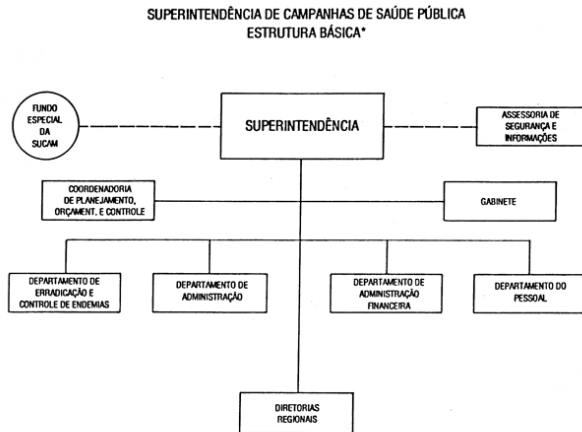 SUPERINTENDÊNCIA DE CAMPANHAS DE SAÚDE PÚBLICA
ESTRUTURA BÁSICA*
FUNDO
ESPECIAL
DA
SUCAM
SUPERINTENDÊNCIA
ASSESSORIA DE
SEGURANÇA E
INFORMAÇÕES
COORDENADORIA
DE PLANEJAMENTO,
ORÇAMENT. E CONTROLE
GABINETE
DEPARTAMENTO DE
ERRADICAÇÃO E
CONTROLE DE ENDEMIAS
DEPARTAMENTO DE
ADMINISTRAÇÃO
DEPARTAMENTO DE
ADMINISTRAÇÃO
FINANCEIRA
DEPARTAMENTO DO
PESSOAL
DIRETORIAS
REGIONAIS